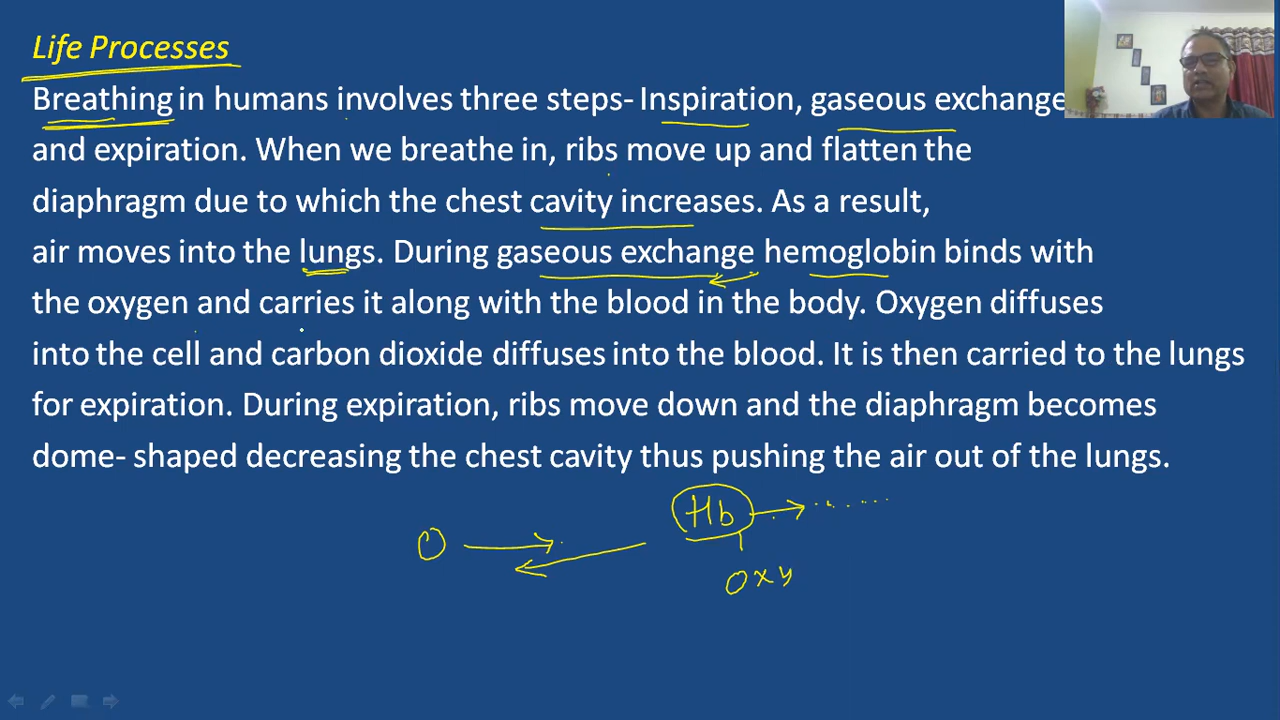 Life Processes
Breathing in humans involves three steps- Inspiration, gaseous exchange
and expiration. When we breathe in, ribs move up and flatten the
diaphragm due to which the chest cavity increases. As a result,
air moves into the lungs. During gaseous exchange hemoglobin binds with
the oxygen and carries it along with the blood in the body. Oxygen diffuses
into the cell and carbon dioxide diffuses into the blood. It is then carried to the lungs
for expiration. During expiration, ribs move down and the diaphragm becomes
dome- shaped decreasing the chest cavity thus pushing the air out of the lungs.
Hb
O
Oxy